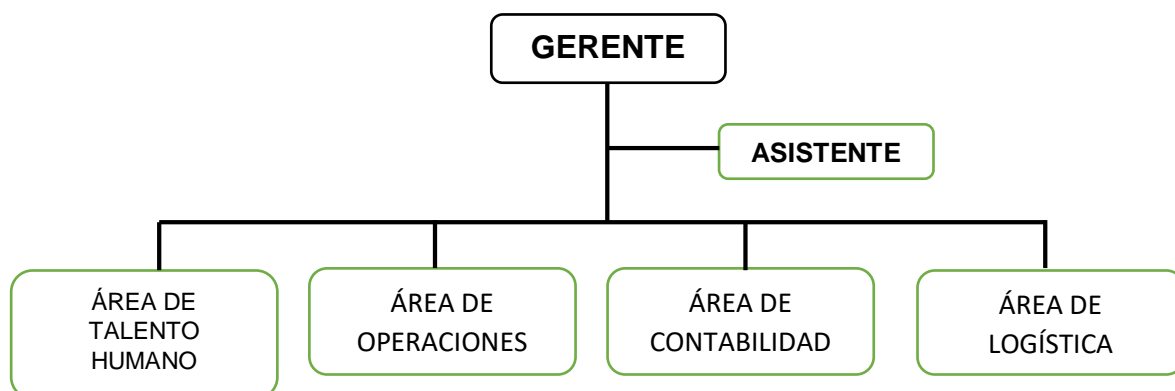 GERENTE
ASISTENTE
ÁREA DE
TALENTO
HUMANO
ÁREA DE
OPERACIONES
ÁREA DE
CONTABILIDAD
ÁREA DE
LOGÍSTICA